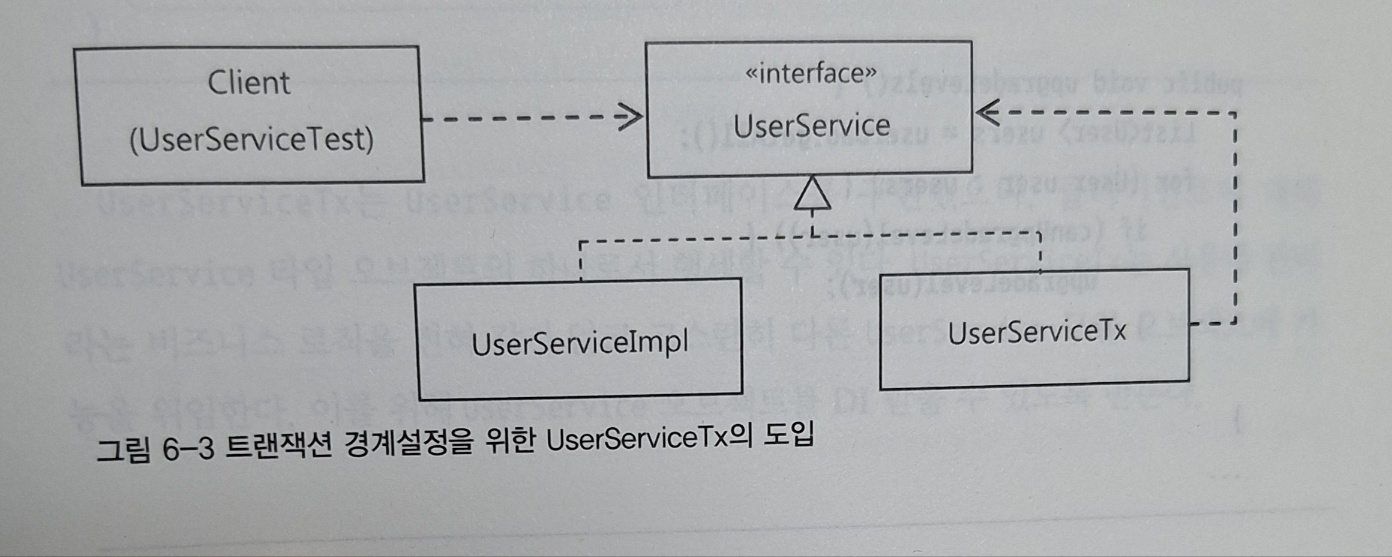 Client
(UserServiceTest)
«interface»
UserService
UserServiceImpl
UserServiceTx
그림 6-3 트랜잭션 경계설정을 위한 UserServiceTx의 도입